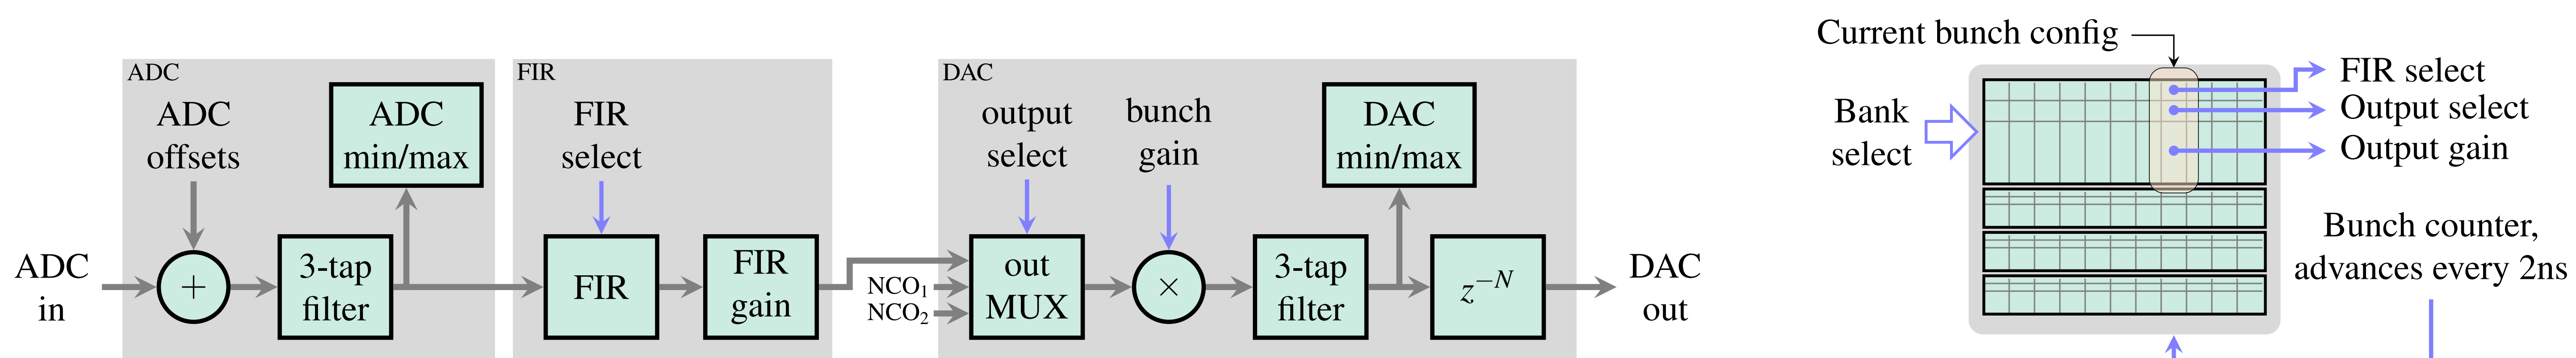 ADC
ADC
offsets
ADC
min/max
ADC
in
+
3-tap
filter
FIR
FIR
select
FIR
FIR
gain
DAC
output
select
bunch
gain
DAC
min/max
NCO₁
NCO₂
out
MUX
×
3-tap
filter
z⁻ᴺ
DAC
out
Current bunch config
Bank
select
FIR select
Output select
Output gain
Bunch counter,
advances every 2ns